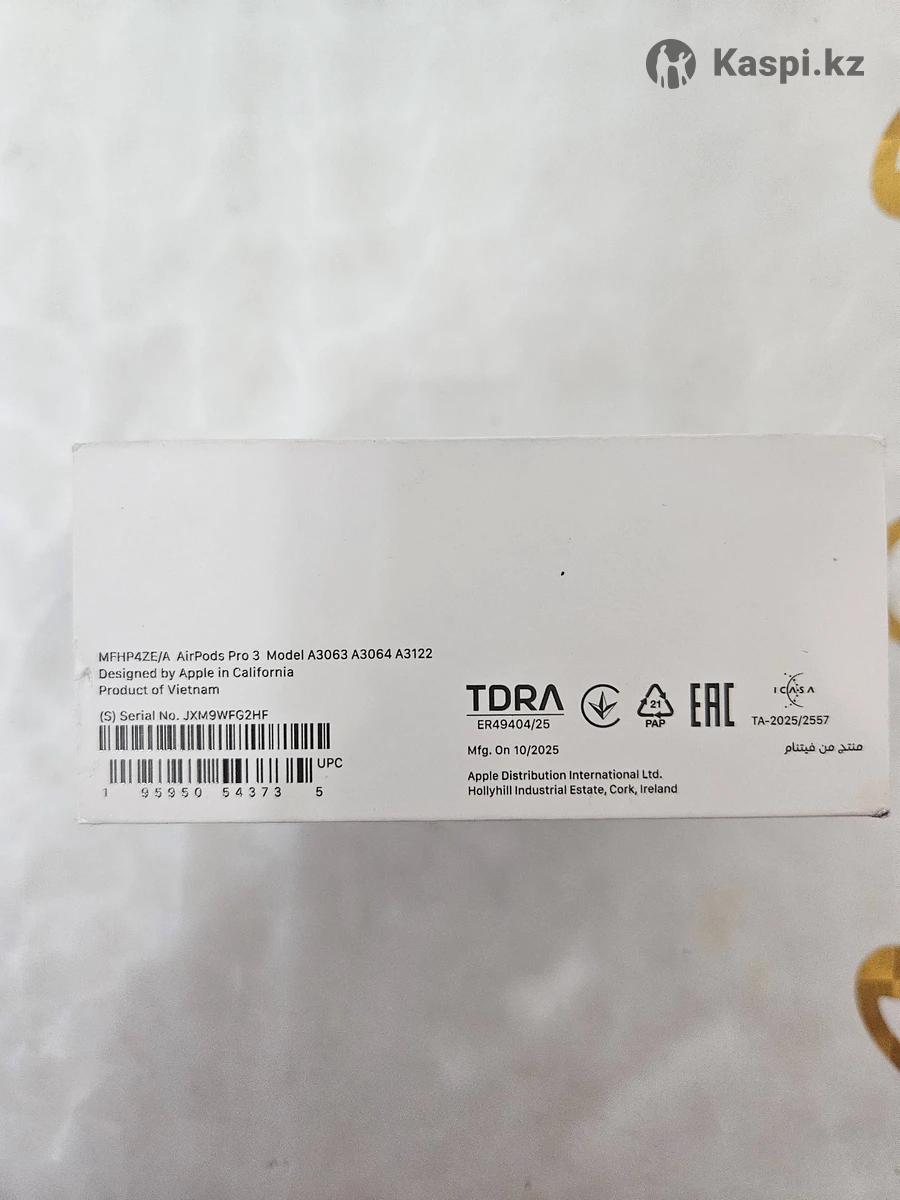 Kaspi.kz
MFHP4ZE/A AirPods Pro 3 Model A3063 A3064 A3122
Designed by Apple in California
Product of Vietnam
(S) Serial No. JXM9WFG2HF
UPC
1 95950 54373 5
TDRA
ER49404/25
21
PAP
EAC
ICASA
TA-2025/2557
Mfg. On 10/2025
منتج من فيتنام
Apple Distribution International Ltd.
Hollyhill Industrial Estate, Cork, Ireland